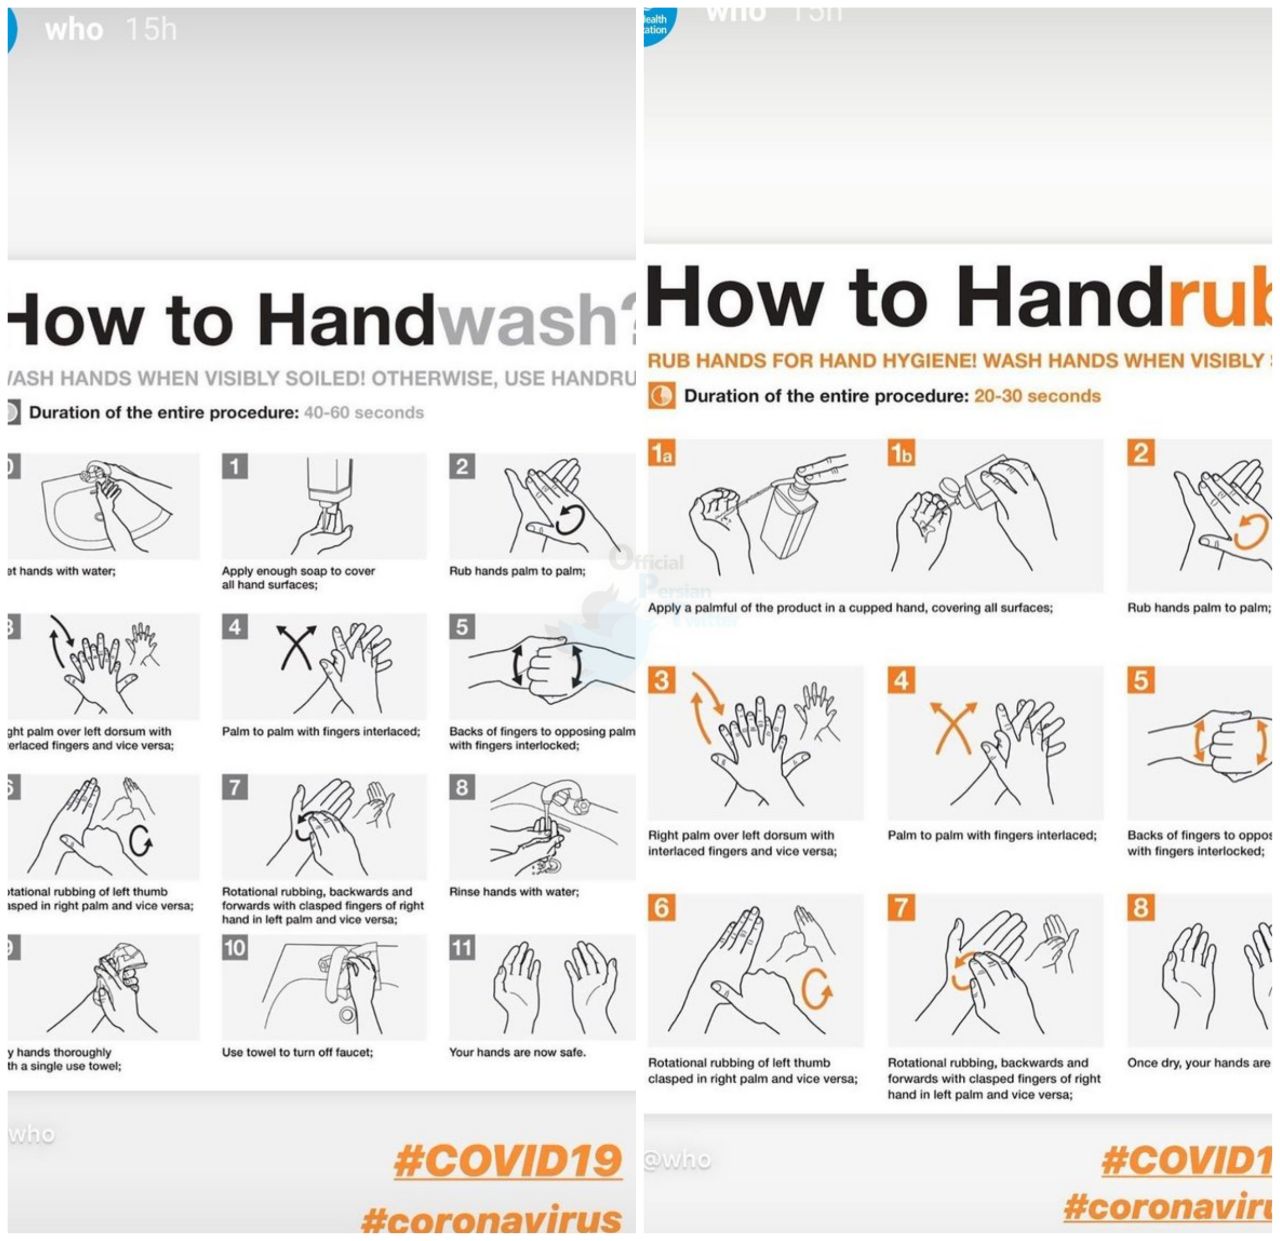 who 15h
How to Handwash?
WASH HANDS WHEN VISIBLY SOILED! OTHERWISE, USE HANDRU
Duration of the entire procedure: 40-60 seconds
0
et hands with water;
1
Apply enough soap to cover
all hand surfaces;
2
Rub hands palm to palm;
3
ght palm over left dorsum with
erlaced fingers and vice versa;
4
Palm to palm with fingers interlaced;
5
Backs of fingers to opposing palm
with fingers interlocked;
6
otational rubbing of left thumb
asped in right palm and vice versa;
7
Rotational rubbing, backwards and
forwards with clasped fingers of right
hand in left palm and vice versa;
8
Rinse hands with water;
9
y hands thoroughly
th a single use towel;
10
Use towel to turn off faucet;
11
Your hands are now safe.
who
#COVID19
#coronavirus
ealth
ation
who 15h
How to Handrub
RUB HANDS FOR HAND HYGIENE! WASH HANDS WHEN VISIBLY
Duration of the entire procedure: 20-30 seconds
1a
1b
Apply a palmful of the product in a cupped hand, covering all surfaces;
2
Rub hands palm to palm;
3
Right palm over left dorsum with
interlaced fingers and vice versa;
4
Palm to palm with fingers interlaced;
5
Backs of fingers to oppos
with fingers interlocked;
6
Rotational rubbing of left thumb
clasped in right palm and vice versa;
7
Rotational rubbing, backwards and
forwards with clasped fingers of right
hand in left palm and vice versa;
8
Once dry, your hands are
@who
#COVID1
#coronaviru
Official
Persian
Twitter